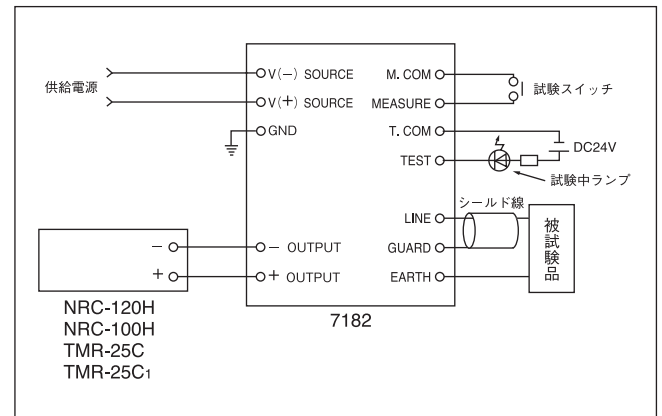 供給電源
V(−) SOURCE
V(+) SOURCE
GND
− OUTPUT
+ OUTPUT
M. COM
MEASURE
T. COM
TEST
LINE
GUARD
EARTH
7182
試験スイッチ
DC24V
試験中ランプ
シールド線
被試験品
−
+
NRC-120H
NRC-100H
TMR-25C
TMR-25C₁